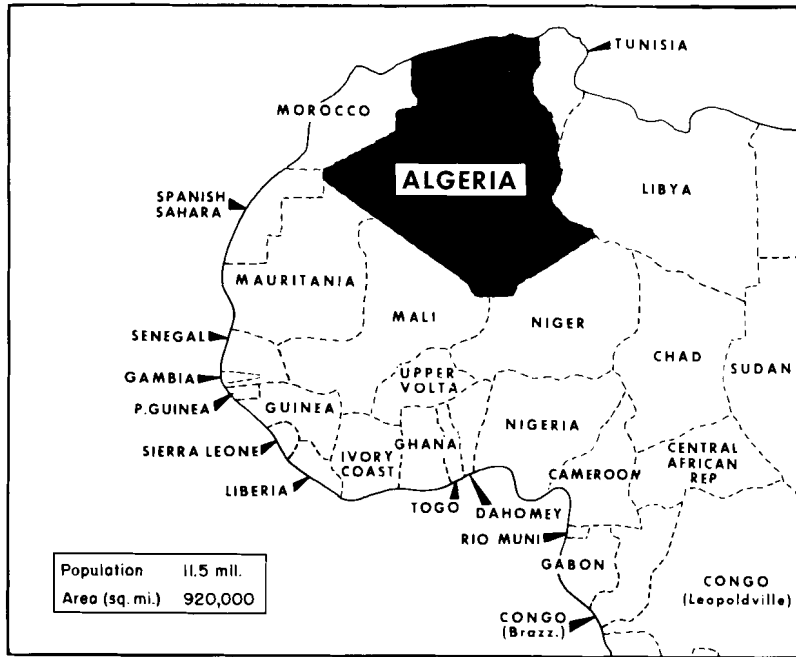 TUNISIA
MOROCCO
ALGERIA
LIBYA
SPANISH
SAHARA
MAURITANIA
MALI
NIGER
SENEGAL
CHAD
SUDAN
GAMBIA
UPPER
VOLTA
P.GUINEA
GUINEA
NIGERIA
SIERRA LEONE
IVORY
COAST
GHANA
CENTRAL
AFRICAN
REP
CAMEROON
LIBERIA
TOGO
DAHOMEY
RIO MUNI
GABON
CONGO
(Leopoldville)
CONGO
(Brazz.)
Population 11.5 mil.
Area (sq. mi.) 920,000